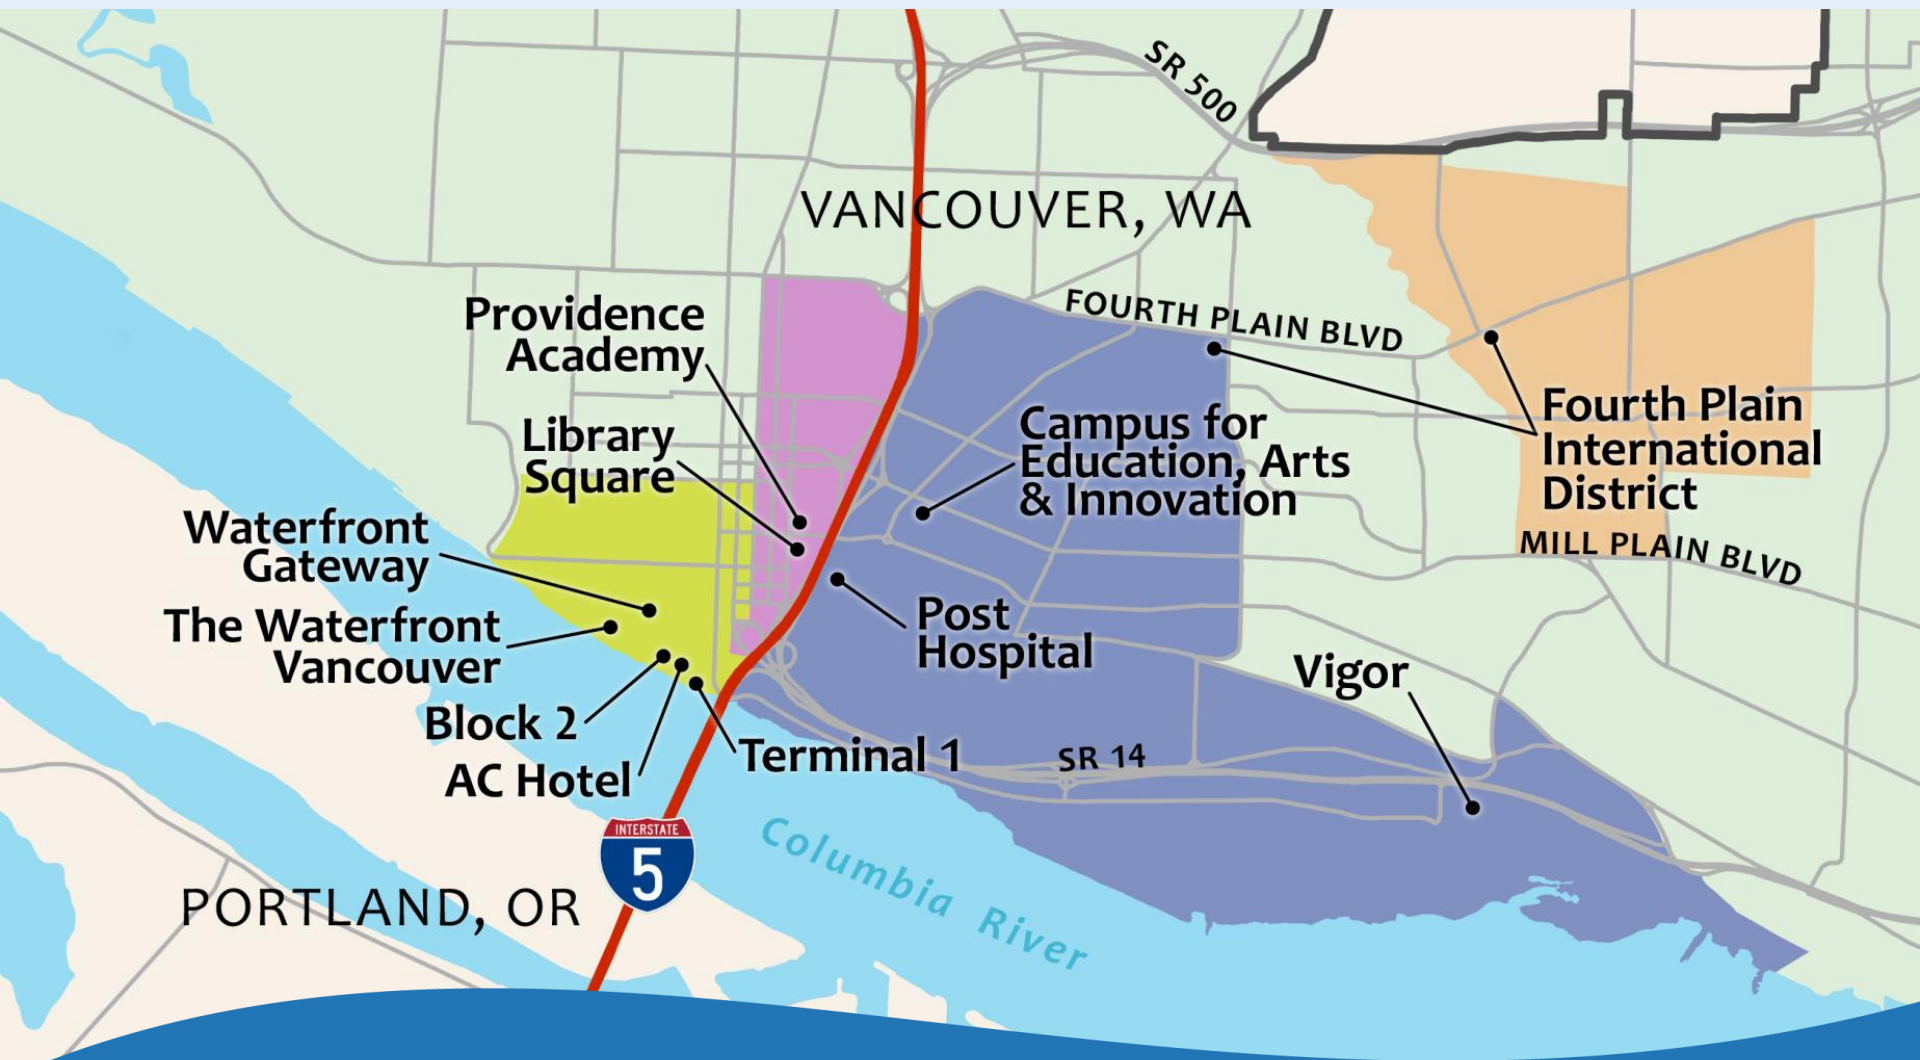 SR 500
VANCOUVER, WA
Providence
Academy
FOURTH PLAIN BLVD
Library
Square
Campus for
Education, Arts
& Innovation
Fourth Plain
International
District
Waterfront
Gateway
MILL PLAIN BLVD
The Waterfront
Vancouver
Post
Hospital
Vigor
Block 2
AC Hotel
Terminal 1
SR 14
INTERSTATE
5
Columbia River
PORTLAND, OR